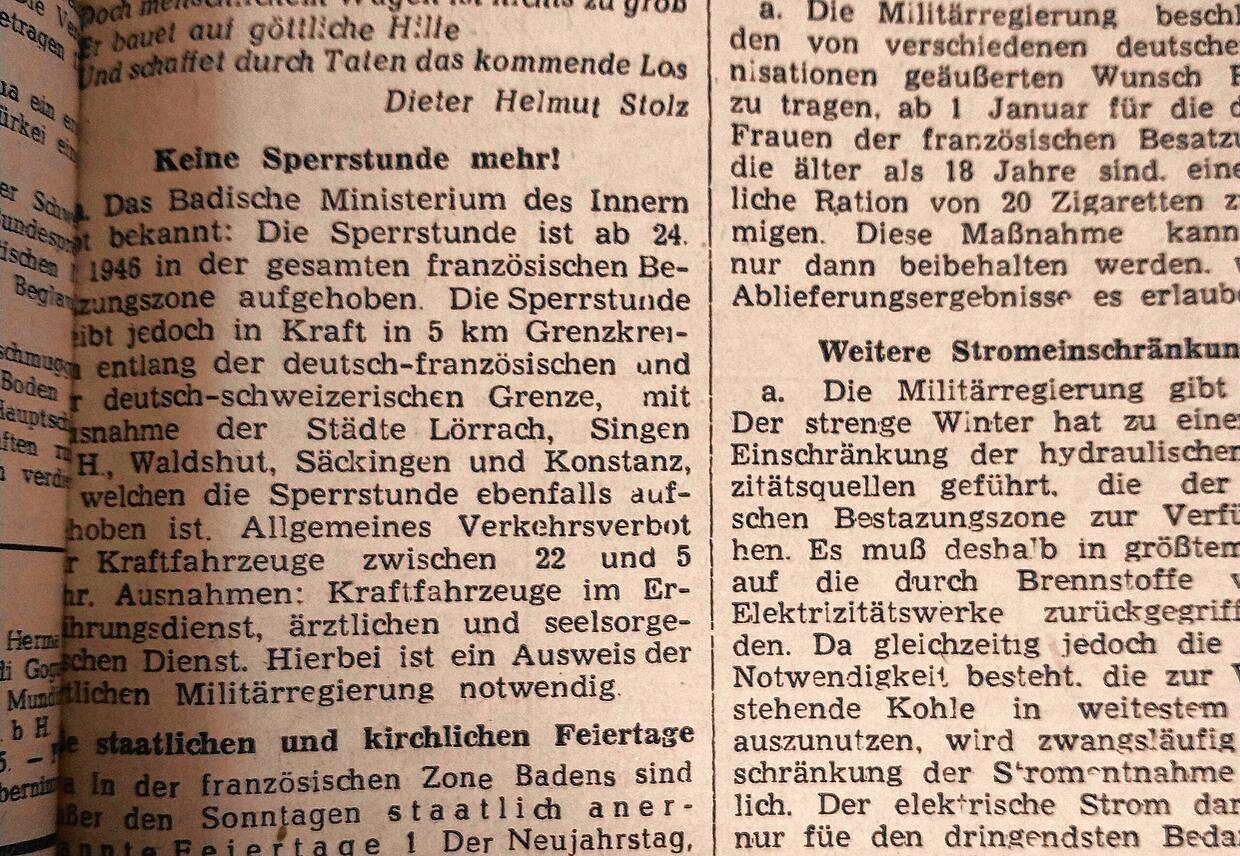 göttliche Hilfe
Und schaffet durch Taten das kommende Los
Dieter Helmut Stolz
Keine Sperrstunde mehr!
a. Das Badische Ministerium des Innern
bekannt: Die Sperrstunde ist ab 24.
1946 in der gesamten französischen Be-
zungszone aufgehoben. Die Sperrstunde
eibt jedoch in Kraft in 5 km Grenzkrei-
entlang der deutsch-französischen und
r deutsch-schweizerischen Grenze, mit
usnahme der Städte Lörrach, Singen
H., Waldshut, Säckingen und Konstanz,
welchen die Sperrstunde ebenfalls auf-
hoben ist. Allgemeines Verkehrsverbot
r Kraftfahrzeuge zwischen 22 und 5
hr. Ausnahmen: Kraftfahrzeuge im Er-
ährungsdienst, ärztlichen und seelsorge-
schen Dienst. Hierbei ist ein Ausweis der
tlichen Militärregierung notwendig.
e staatlichen und kirchlichen Feiertage
a In der französischen Zone Badens sind
ußer den Sonntagen staatlich aner-
annte Feiertage 1 Der Neujahrstag,
a. Die Militärregierung beschl
den von verschiedenen deutsche
nisationen geäußerten Wunsch
zu tragen, ab 1 Januar für die d
Frauen der französischen Besatzu
die älter als 18 Jahre sind. eine
liche Ration von 20 Zigaretten z
migen. Diese Maßnahme kann
nur dann beibehalten werden.
Ablieferungsergebnisse es erlaube
Weitere Stromeinschränkun
a. Die Militärregierung gibt
Der strenge Winter hat zu eine
Einschränkung der hydraulischen
zitätsquellen geführt. die der
schen Bestazungszone zur Verfü
hen. Es muß deshalb in größtem
auf die durch Brennstoffe
Elektrizitätswerke zurückgegriff
den. Da gleichzeitig jedoch die
Notwendigkeit besteht. die zur
stehende Kohle in weitestem
auszunutzen, wird zwangsläufig
schränkung der Stromentnahme
lich. Der elektrische Strom dar
nur füe den dringendsten Beda